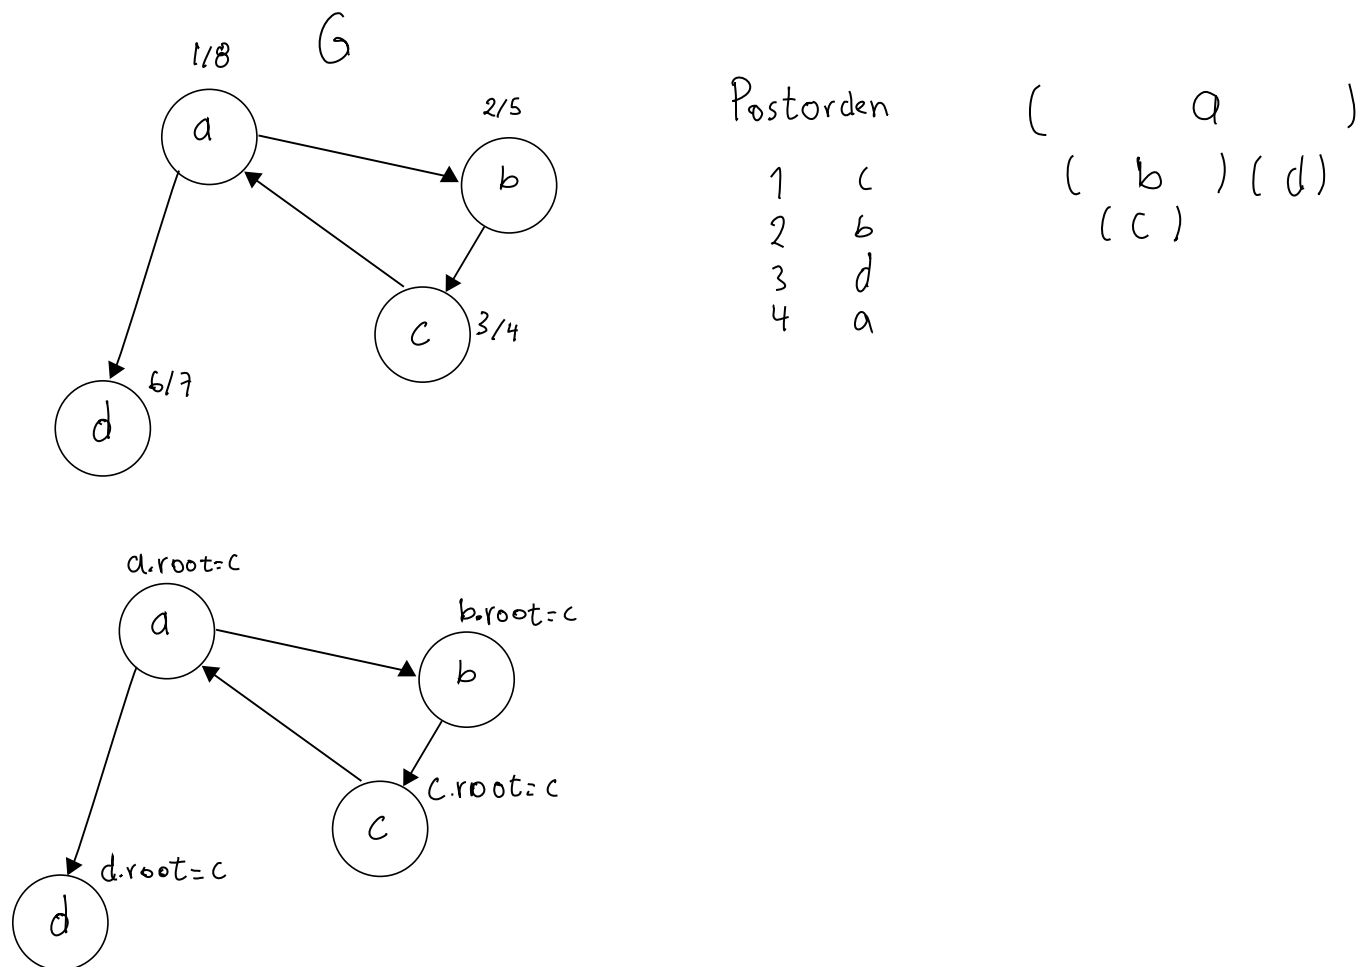 G
1/8
a
2/5
b
c
3/4
6/7
d
Postorden
1 c
2 b
3 d
4 a
( a )
( b ) ( d )
( c )
a.root=c
a
b.root=c
b
c.root=c
c
d.root=c
d